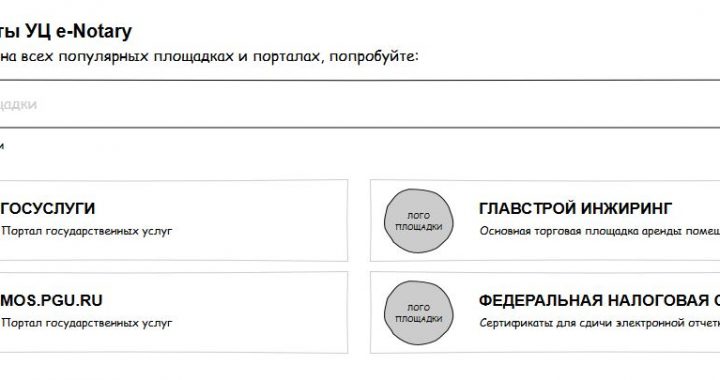 ты УЦ e-Notary
на всех популярных площадках и порталах, попробуйте:
щадки
и
ГОСУСЛУГИ
Портал государственных услуг
ЛОГО
ПЛОЩАДКИ
ГЛАВСТРОЙ ИНЖИРИНГ
Основная торговая площадка аренды помещ
MOS.PGU.RU
Портал государственных услуг
ЛОГО
ПЛОЩАДКИ
ФЕДЕРАЛЬНАЯ НАЛОГОВАЯ С
Сертификаты для сдичи электронной отчетн